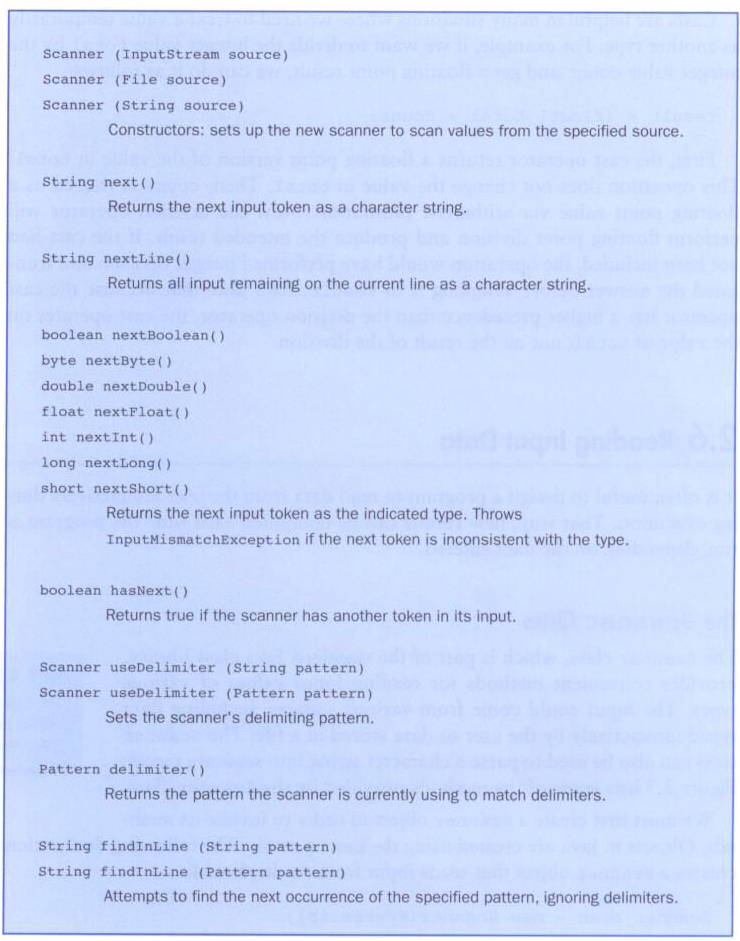 Scanner (InputStream source)
Scanner (File source)
Scanner (String source)
Constructors: sets up the new scanner to scan values from the specified source.
String next()
Returns the next input token as a character string.
String nextLine()
Returns all input remaining on the current line as a character string.
boolean nextBoolean()
byte nextByte()
double nextDouble()
float nextFloat()
int nextInt()
long nextLong()
short nextShort()
Returns the next input token as the indicated type. Throws
InputMismatchException if the next token is inconsistent with the type.
boolean hasNext()
Returns true if the scanner has another token in its input.
Scanner useDelimiter (String pattern)
Scanner useDelimiter (Pattern pattern)
Sets the scanner's delimiting pattern.
Pattern delimiter()
Returns the pattern the scanner is currently using to match delimiters.
String findInLine (String pattern)
String findInLine (Pattern pattern)
Attempts to find the next occurrence of the specified pattern, ignoring delimiters.